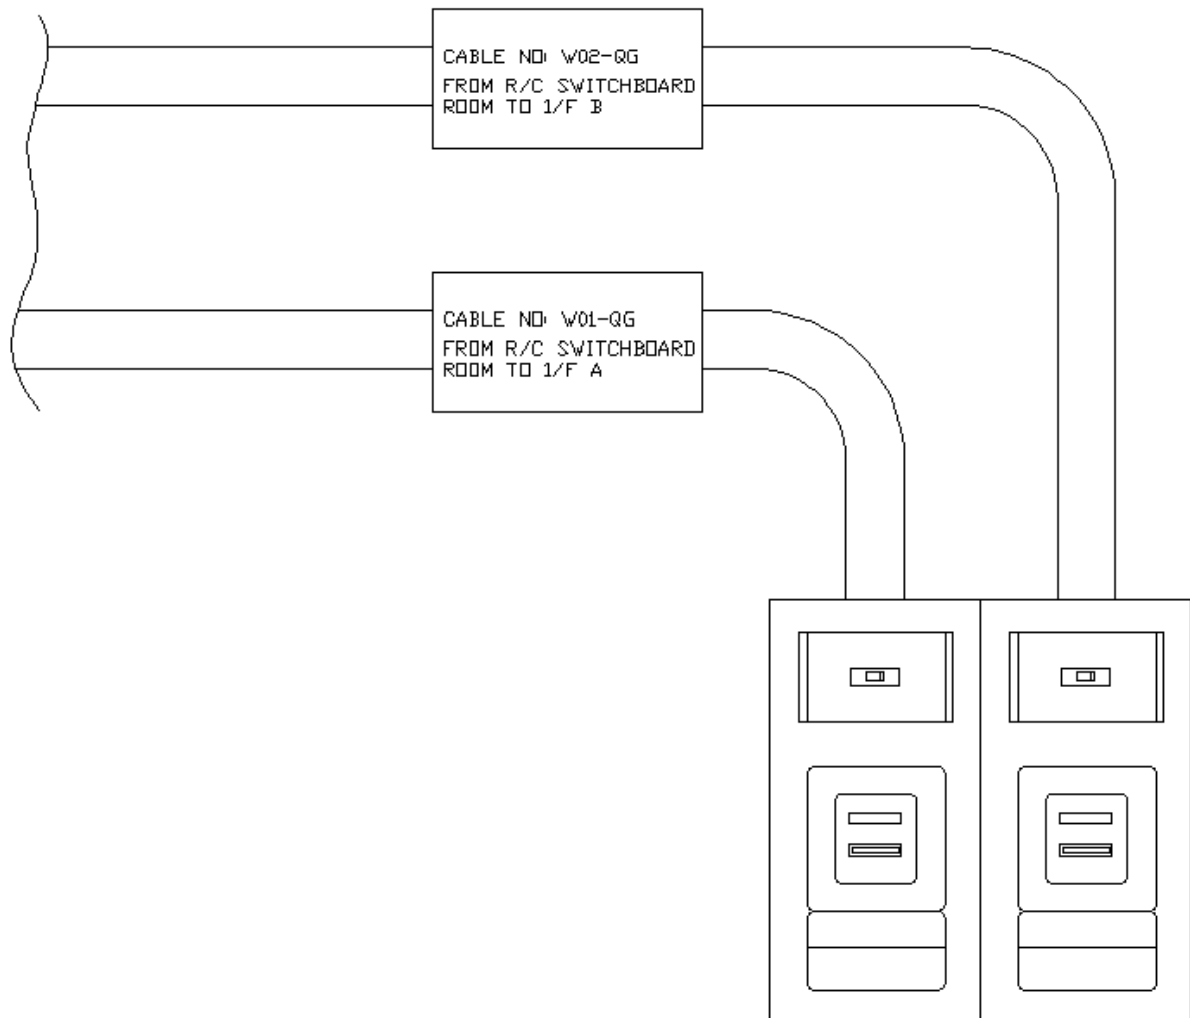 CABLE NO: W02-QG
FROM R/C SWITCHBOARD
ROOM TO 1/F B
CABLE NO: W01-QG
FROM R/C SWITCHBOARD
ROOM TO 1/F A